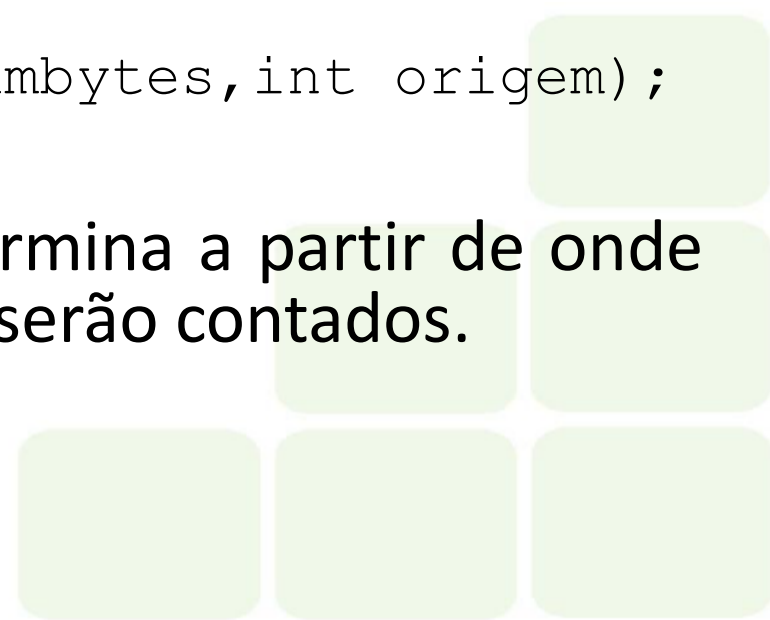 mbytes,int origem);
rmina a partir de onde
serão contados.